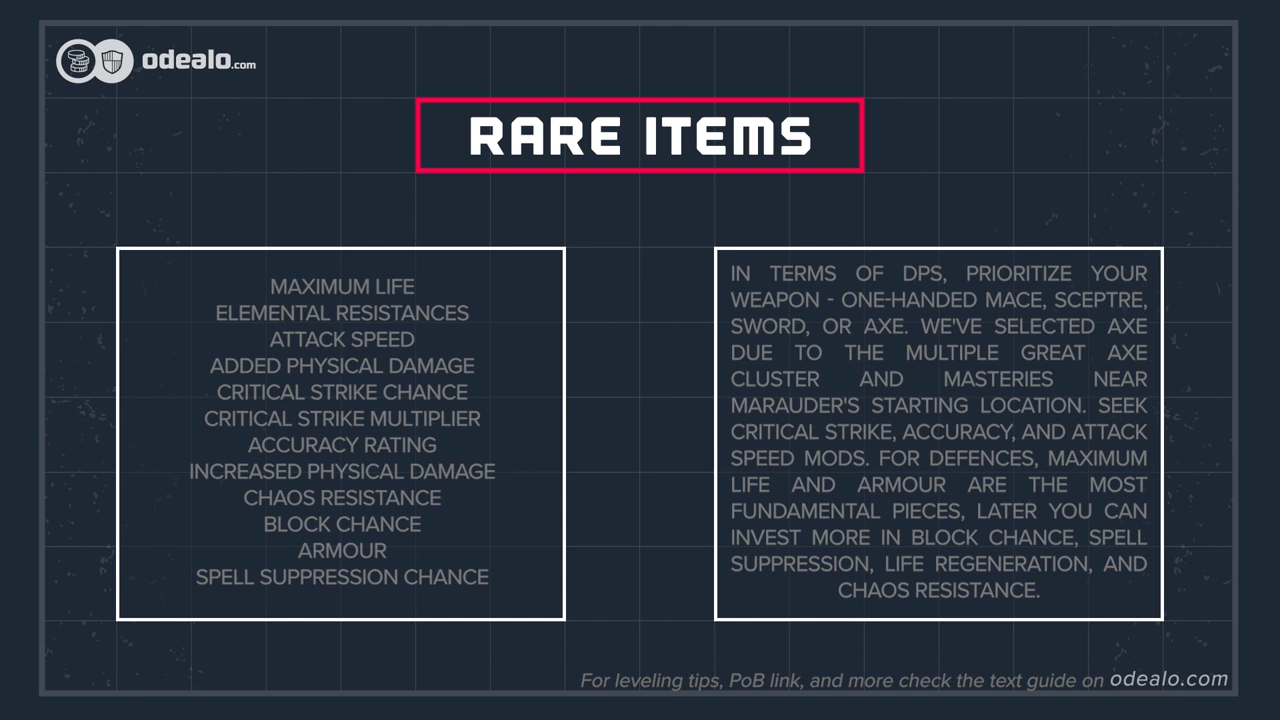 odealo.com
RARE ITEMS
MAXIMUM LIFE
ELEMENTAL RESISTANCES
ATTACK SPEED
ADDED PHYSICAL DAMAGE
CRITICAL STRIKE CHANCE
CRITICAL STRIKE MULTIPLIER
ACCURACY RATING
INCREASED PHYSICAL DAMAGE
CHAOS RESISTANCE
BLOCK CHANCE
ARMOUR
SPELL SUPPRESSION CHANCE
IN TERMS OF DPS, PRIORITIZE YOUR
WEAPON - ONE-HANDED MACE, SCEPTRE,
SWORD, OR AXE. WE'VE SELECTED AXE
DUE TO THE MULTIPLE GREAT AXE
CLUSTER AND MASTERIES NEAR
MARAUDER'S STARTING LOCATION. SEEK
CRITICAL STRIKE, ACCURACY, AND ATTACK
SPEED MODS. FOR DEFENCES, MAXIMUM
LIFE AND ARMOUR ARE THE MOST
FUNDAMENTAL PIECES, LATER YOU CAN
INVEST MORE IN BLOCK CHANCE, SPELL
SUPPRESSION, LIFE REGENERATION, AND
CHAOS RESISTANCE.
For leveling tips, PoB link, and more check the text guide on odealo.com